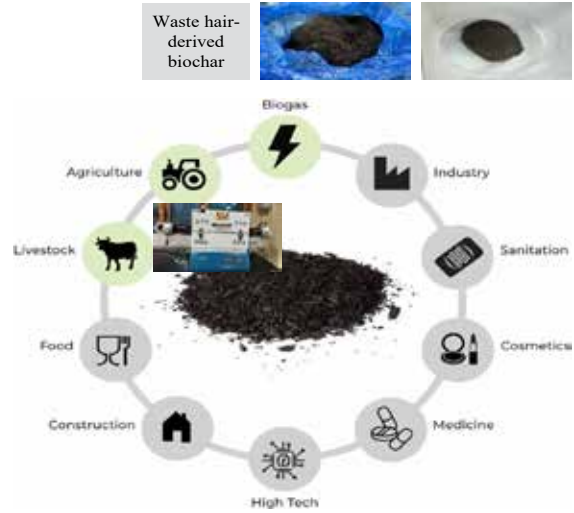 Waste hair-
derived
biochar
Biogas
Agriculture
Industry
Livestock
Sanitation
Food
Cosmetics
Construction
Medicine
High Tech